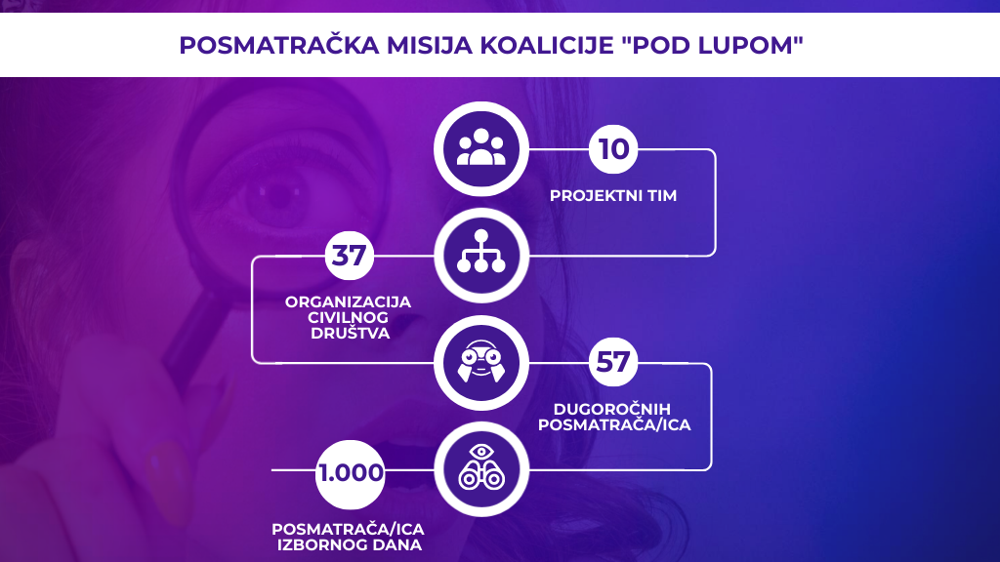 POSMATRAČKA MISIJA KOALICIJE "POD LUPOM"
10
PROJEKTNI TIM
37
ORGANIZACIJA
CIVILNOG
DRUŠTVA
57
DUGOROČNIH
POSMATRAČA/ICA
1.000
POSMATRAČA/ICA
IZBORNOG DANA